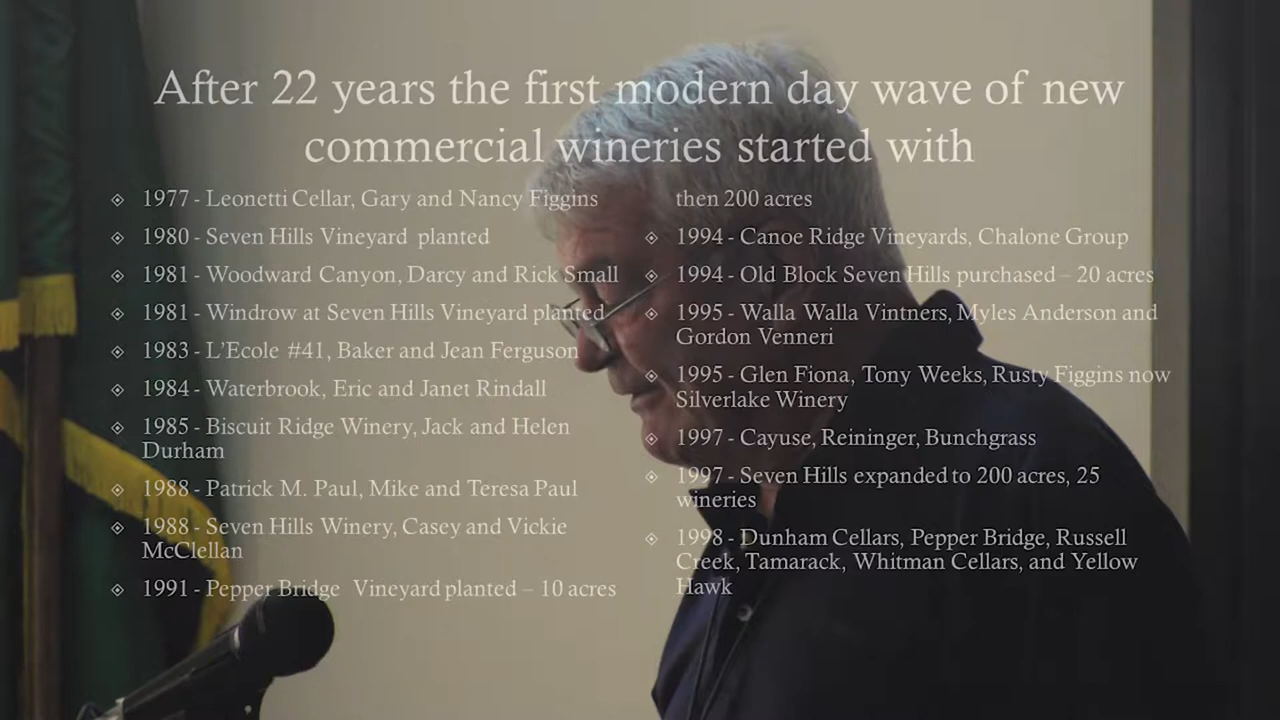 After 22 years the first modern day wave of new
commercial wineries started with
1977 - Leonetti Cellar, Gary and Nancy Figgins
1980 - Seven Hills Vineyard planted
1981 - Woodward Canyon, Darcy and Rick Small
1981 - Windrow at Seven Hills Vineyard planted
1983 - L'Ecole #41, Baker and Jean Ferguson
1984 - Waterbrook, Eric and Janet Rindall
1985 - Biscuit Ridge Winery, Jack and Helen
Durham
1988 - Patrick M. Paul, Mike and Teresa Paul
1988 - Seven Hills Winery, Casey and Vickie
McClellan
1991 - Pepper Bridge Vineyard planted – 10 acres
then 200 acres
1994 - Canoe Ridge Vineyards, Chalone Group
1994 - Old Block Seven Hills purchased – 20 acres
1995 - Walla Walla Vintners, Myles Anderson and
Gordon Venneri
1995 - Glen Fiona, Tony Weeks, Rusty Figgins now
Silverlake Winery
1997 - Cayuse, Reininger, Bunchgrass
1997 - Seven Hills expanded to 200 acres, 25
wineries
1998 - Dunham Cellars, Pepper Bridge, Russell
Creek, Tamarack, Whitman Cellars, and Yellow
Hawk